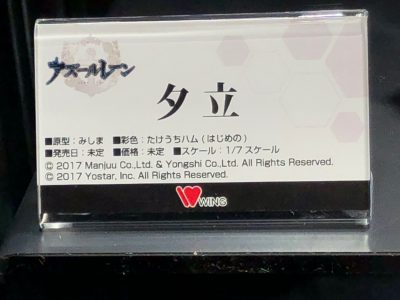 アズールレーン
夕立
■原型：みしま ■彩色：たけうちハム(はじめの)
■発売日：未定 ■価格：未定 ■スケール：1/7 スケール
© 2017 Manjuu Co.,Ltd. & Yongshi Co.,Ltd. All Rights Reserved.
© 2017 Yostar, Inc. All Rights Reserved.
WING